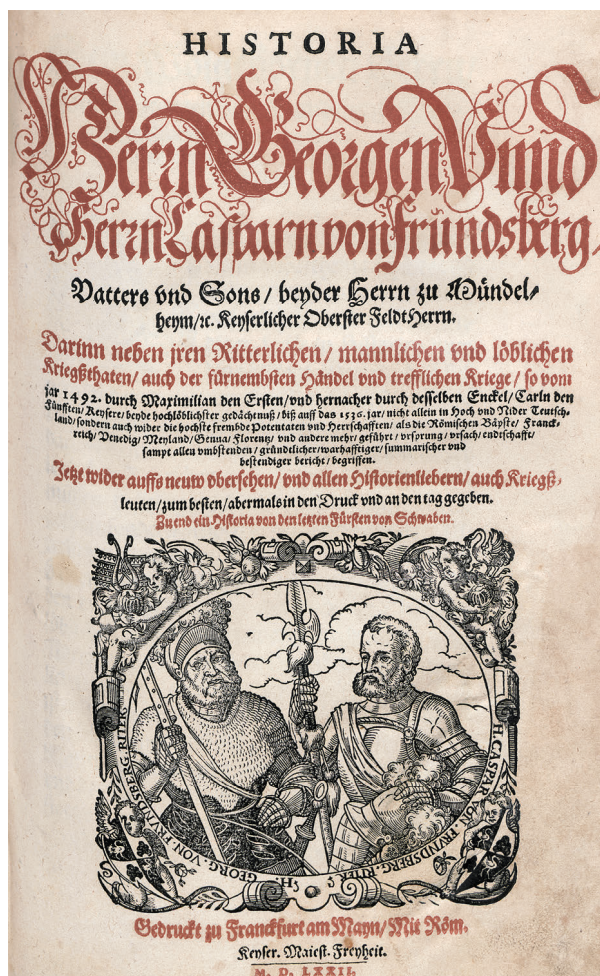 HISTORIA
Herrn Georgen Vnnd
Herrn Casparn von Frundsberg,
Vatters vnd Sons / beyder Herrn zu Mündel-
heym/ꝛc. Keyserlicher Oberster FeldtHerrn.
Darinn neben jren Ritterlichen / mannlichen vnd löblichen
Kriegßthaten / auch der fürnembsten Händel vnd trefflichen Kriege / so vom
jar 1492. durch Maximilian den Ersten/vnd hernacher durch desselben Enckel/ Carln den
Fünfften/Keysere/beyde hochlöblichster gedächtnuß/ biß auff das 1536. jar/ nicht allein in Hoch vnd Nider Teutsch-
land/sondern auch wider die höchste frembde Potentaten vnd Herrschafften/ als die Römischen Bäpste/ Franck-
reich/ Venedig/ Meyland/ Genua/ Florentz/ vnd andere mehr/ geführt/ vrsprung/ vrsach/ endtschafft/
sampt allen vmbstenden/ gründtlicher/warhafftiger/ summarischer vnd
bestendiger bericht/ begriffen.
Jetzt wider auffs neuw vbersehen/ vnd allen Historienliebern/ auch Kriegß-
leuten/zum besten/abermals in den Druck vnd an den tag gegeben.
Zu end ein Historia von den letzten Fürsten von Schwaben.
H. GEORG. VON. FRVNDSBERG. RITER.
H. CASPAR. VON. FRVNDSBERG. RITER
Gedruckt zu Franckfurt am Mayn/ Mit Röm.
Keyser. Maiest. Freyheit.
M. D. LXXII.